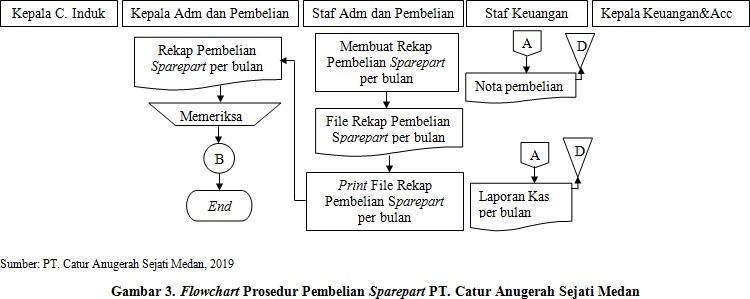 Kepala C. Induk
Kepala Adm dan Pembelian
Staf Adm dan Pembelian
Staf Keuangan
Kepala Keuangan&Acc
Rekap Pembelian
Sparepart per bulan
Memeriksa
B
End
Membuat Rekap
Pembelian Sparepart
per bulan
File Rekap Pembelian
Sparepart per bulan
Print File Rekap
Pembelian Sparepart
per bulan
A
D
Nota pembelian
A
D
Laporan Kas
per bulan
Sumber: PT. Catur Anugerah Sejati Medan, 2019
Gambar 3. Flowchart Prosedur Pembelian Sparepart PT. Catur Anugerah Sejati Medan